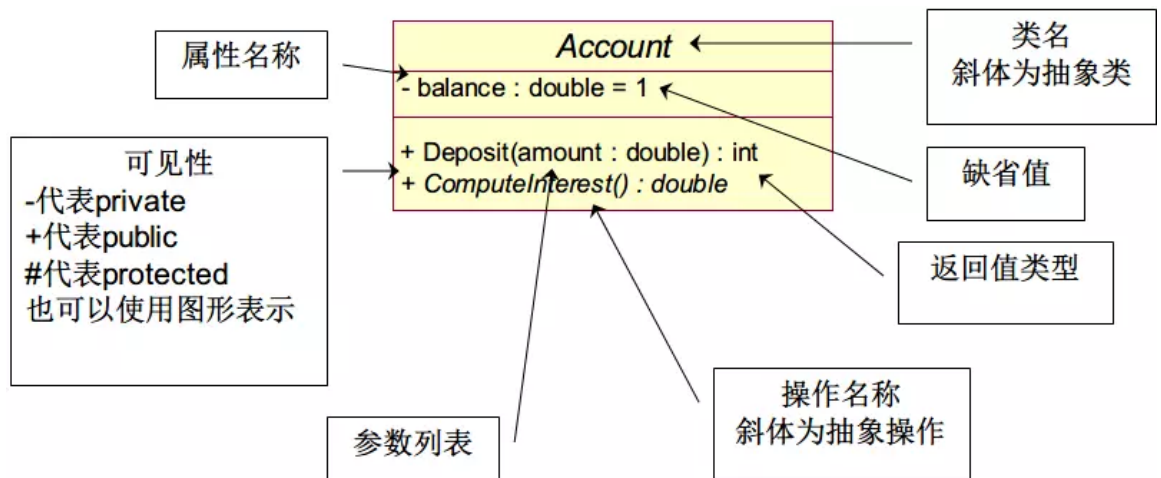 属性名称
Account
类名
斜体为抽象类
- balance : double = 1
可见性
-代表private
+代表public
#代表protected
也可以使用图形表示
+ Deposit(amount : double) : int
+ ComputeInterest() : double
缺省值
返回值类型
参数列表
操作名称
斜体为抽象操作